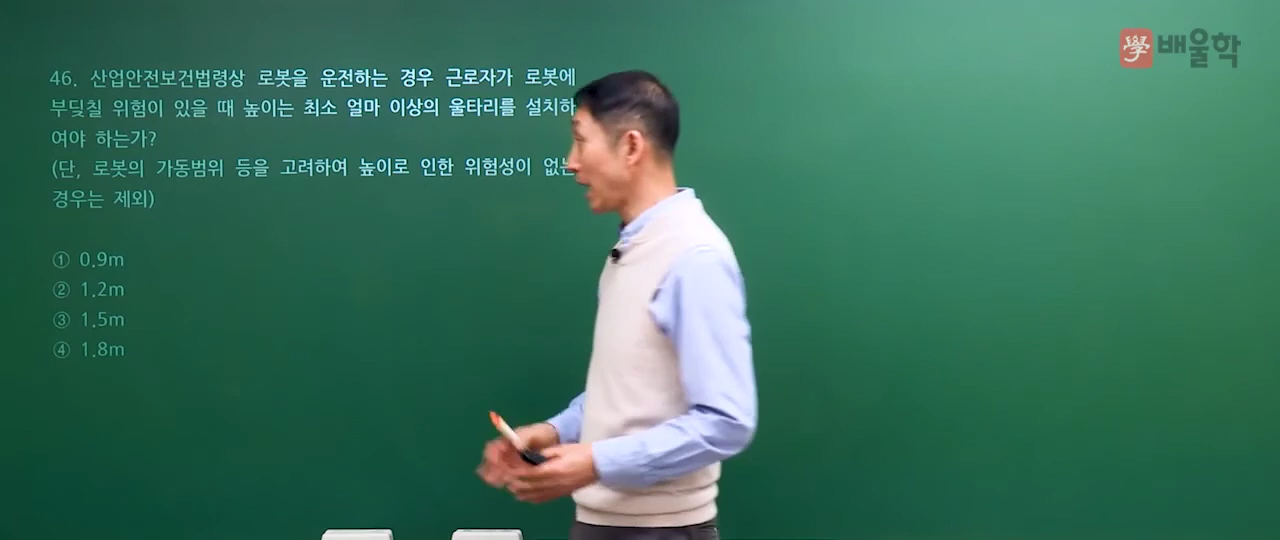 學배울학
46. 산업안전보건법령상 로봇을 운전하는 경우 근로자가 로봇에
부딪칠 위험이 있을 때 높이는 최소 얼마 이상의 울타리를 설치하
여야 하는가?
(단, 로봇의 가동범위 등을 고려하여 높이로 인한 위험성이 없는
경우는 제외)
① 0.9m
② 1.2m
③ 1.5m
④ 1.8m